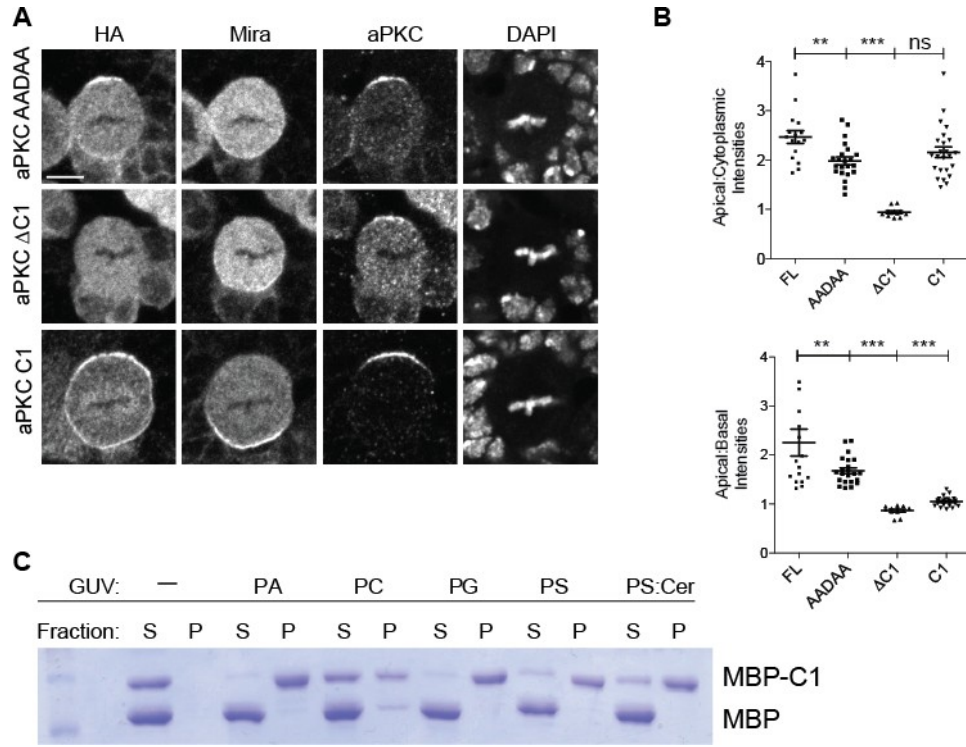 A
HA Mira aPKC DAPI
aPKC AADAA
aPKC ΔC1
aPKC C1
B
** *** ns
4
3
2
1
0
Apical:Cytoplasmic
Intensities
FL AADAA ΔC1 C1
** *** ***
4
3
2
1
0
Apical:Basal
Intensities
FL AADAA ΔC1 C1
C
GUV: — PA PC PG PS PS:Cer
Fraction: S P S P S P S P S P S P
MBP-C1
MBP